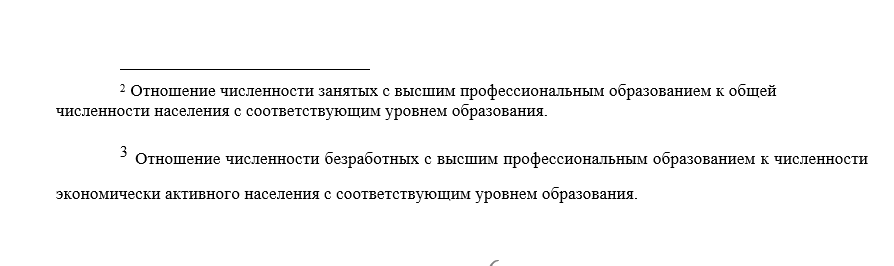 2 Отношение численности занятых с высшим профессиональным образованием к общей
численности населения с соответствующим уровнем образования.
3 Отношение численности безработных с высшим профессиональным образованием к численности
экономически активного населения с соответствующим уровнем образования.